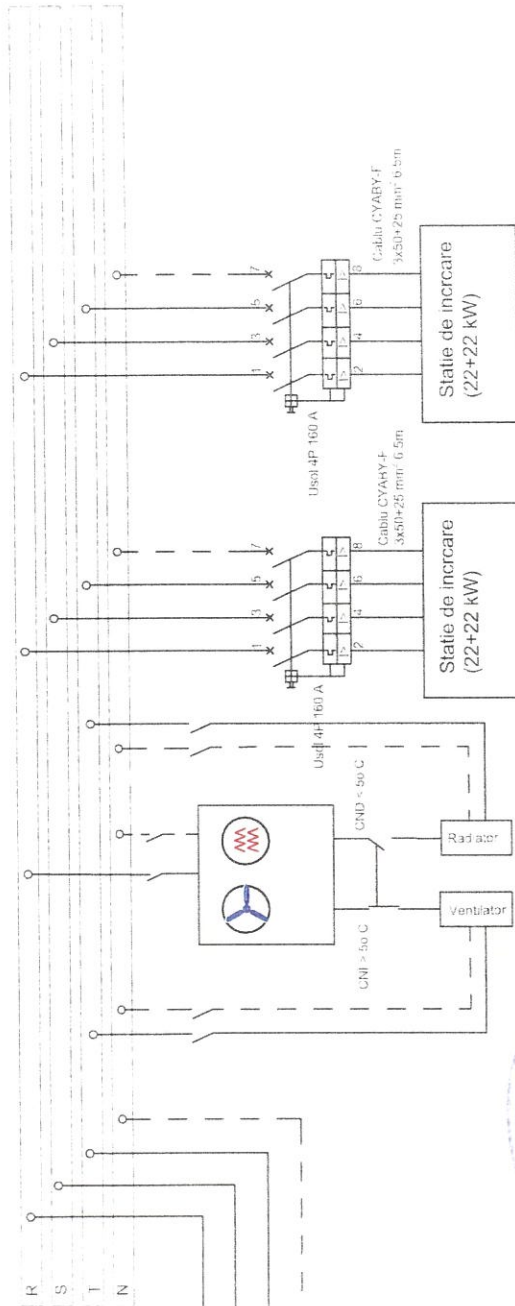 R
S
T
N
CNI > 5o C
CND < 5o C
Ventilator
Radiator
1
3
5
7
Usol 4P 160 A
2
4
6
8
Cablu CYABY-F
3x50+25 mm² 6.5m
Statie de incrcare
(22+22 kW)
1
3
5
7
Usol 4P 160 A
2
4
6
8
Cablu CYABY-F
3x50+25 mm² 6.5m
Statie de incrcare
(22+22 kW)